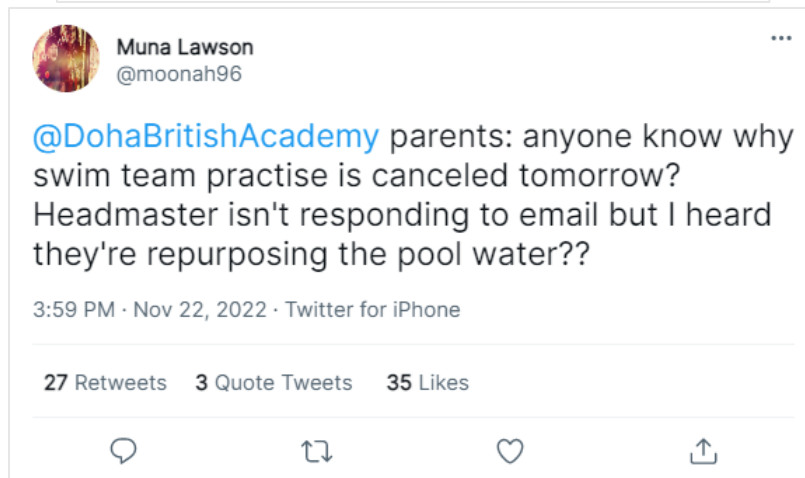 Muna Lawson
@moonah96
@DohaBritishAcademy parents: anyone know why
swim team practise is canceled tomorrow?
Headmaster isn't responding to email but I heard
they're repurposing the pool water??
3:59 PM · Nov 22, 2022 · Twitter for iPhone
27 Retweets 3 Quote Tweets 35 Likes